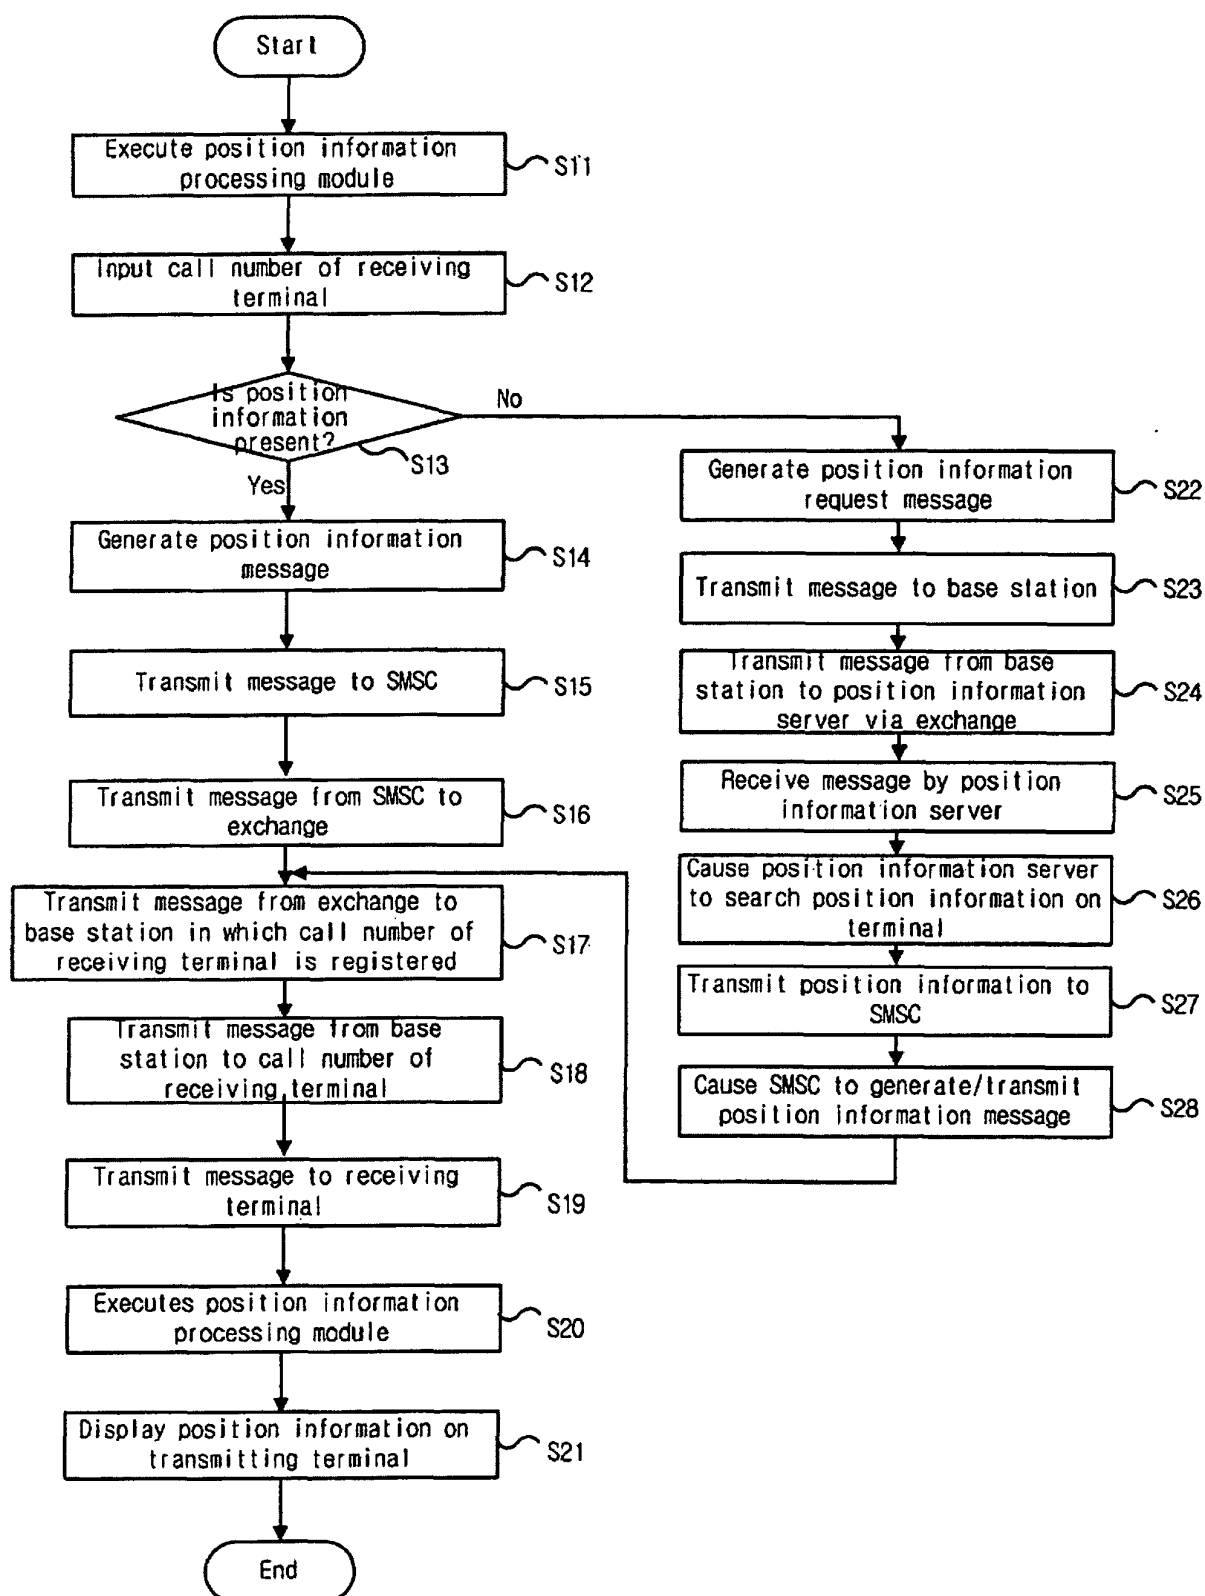 Start
Execute position information
processing module
S11
Input call number of receiving
terminal
S12
Is position
information
present?
S13
No
Yes
Generate position information
message
S14
Transmit message to SMSC
S15
Transmit message from SMSC to
exchange
S16
Transmit message from exchange to
base station in which call number of
receiving terminal is registered
S17
Transmit message from base
station to call number of
receiving terminal
S18
Transmit message to receiving
terminal
S19
Executes position information
processing module
S20
Display position information on
transmitting terminal
S21
End
Generate position information
request message
S22
Transmit message to base station
S23
Transmit message from base
station to position information
server via exchange
S24
Receive message by position
information server
S25
Cause position information server
to search position information on
terminal
S26
Transmit position information to
SMSC
S27
Cause SMSC to generate/transmit
position information message
S28